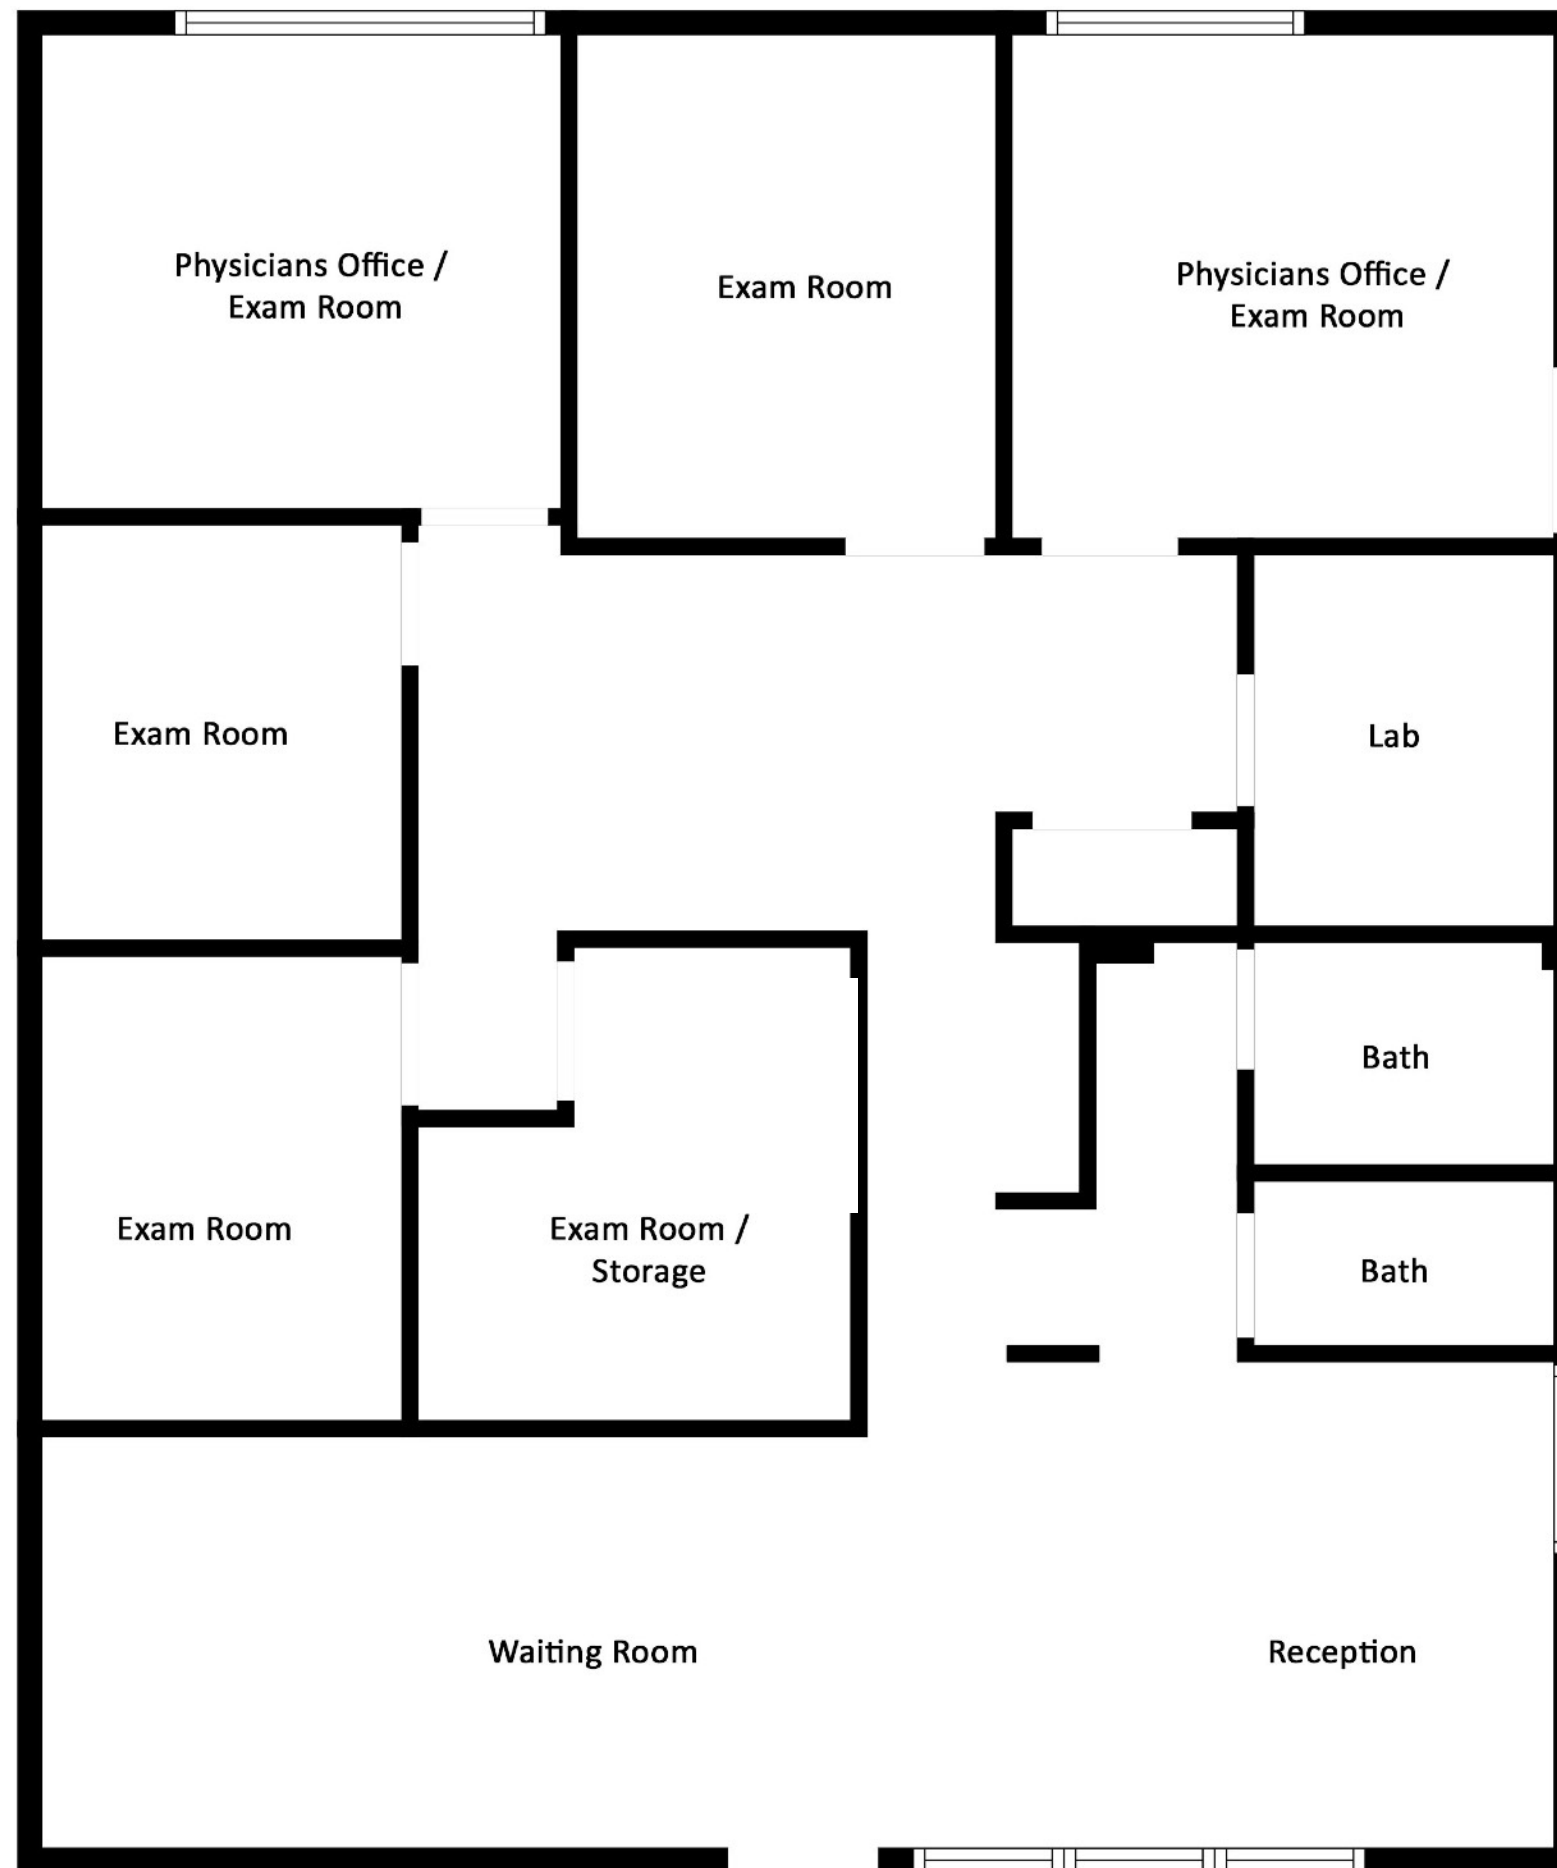 Physicians Office /
Exam Room
Exam Room
Physicians Office /
Exam Room
Exam Room
Lab
Bath
Exam Room
Exam Room /
Storage
Bath
Waiting Room
Reception